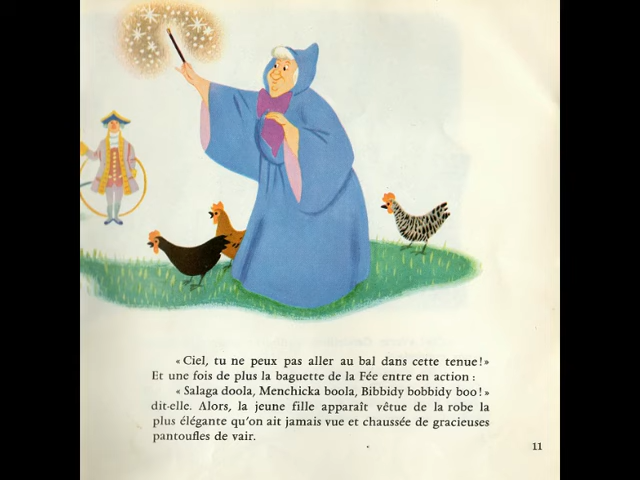 « Ciel, tu ne peux pas aller au bal dans cette tenue! »
Et une fois de plus la baguette de la Fée entre en action :
« Salaga doola, Menchicka boola, Bibbidy bobbidy boo! »
dit-elle. Alors, la jeune fille apparaît vêtue de la robe la
plus élégante qu'on ait jamais vue et chaussée de gracieuses
pantoufles de vair.
11